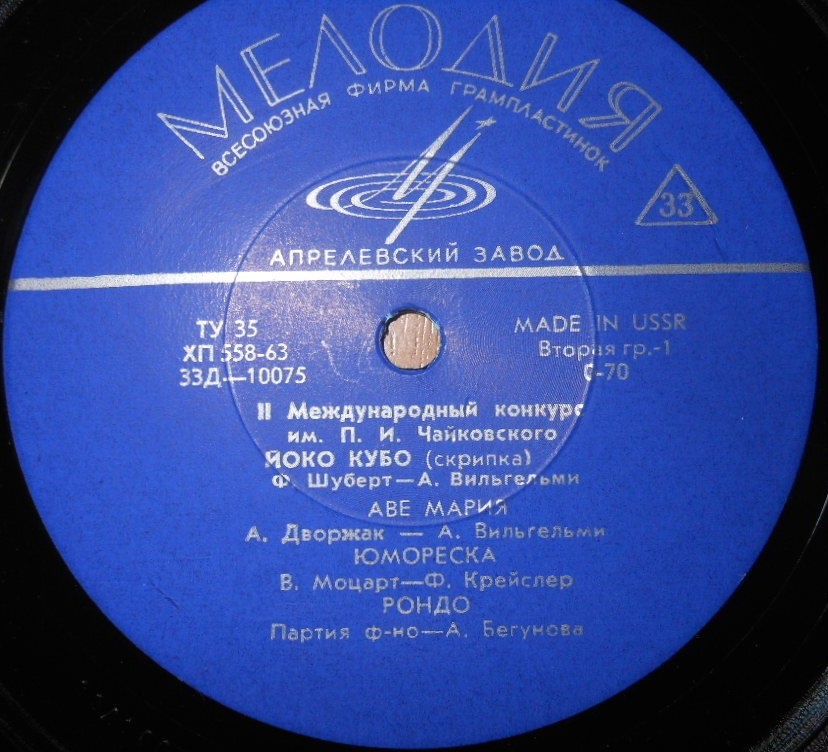 МЕЛОДИЯ
ВСЕСОЮЗНАЯ ФИРМА ГРАМПЛАСТИНОК
33
АПРЕЛЕВСКИЙ ЗАВОД
ТУ 35
ХП 558-63
33Д—10075
MADE IN USSR
Вторая гр.-1
0-70
II Международный конкурс
им. П. И. Чайковского
ЙОКО КУБО (скрипка)
Ф. Шуберт—А. Вильгельми
АВЕ МАРИЯ
А. Дворжак — А. Вильгельми
ЮМОРЕСКА
В. Моцарт—Ф. Крейслер
РОНДО
Партия ф-но—А. Бегунова